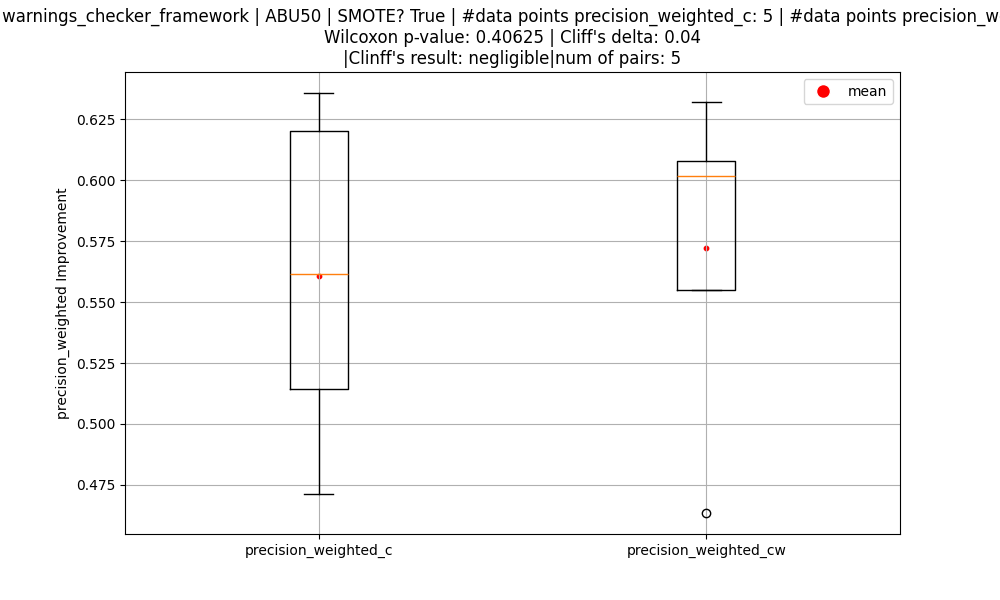 warnings_checker_framework | ABU50 | SMOTE? True | #data points precision_weighted_c: 5 | #data points precision_w
Wilcoxon p-value: 0.40625 | Cliff's delta: 0.04
|Clinff's result: negligible|num of pairs: 5
mean
0.625
0.600
0.575
0.550
0.525
0.500
0.475
precision_weighted Improvement
precision_weighted_c
precision_weighted_cw